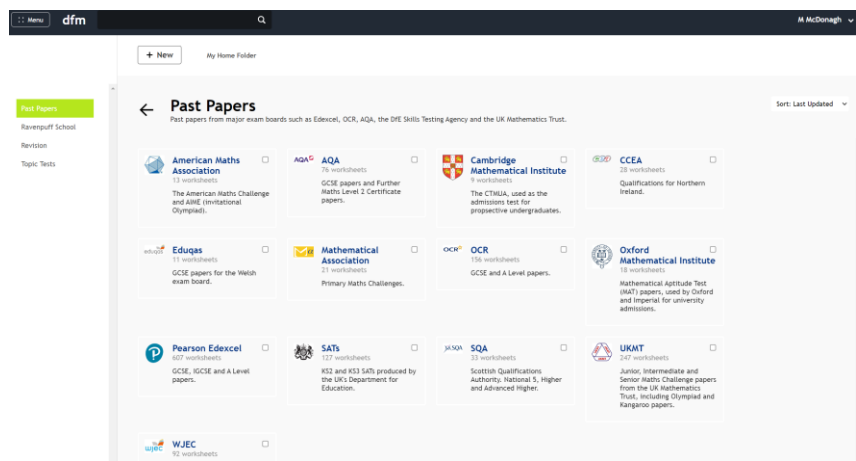 :: Menu
dfm
M McDonagh
+ New
My Home Folder
Past Papers
Ravenpuff School
Revision
Topic Tests
Past Papers
Past papers from major exam boards such as Edexcel, OCR, AQA, the DfE Skills Testing Agency and the UK Mathematics Trust.
Sort: Last Updated
American Maths
Association
13 worksheets
The American Maths Challenge
and AIME (invitational
Olympiad).
AQA
AQA
76 worksheets
GCSE papers and Further
Maths Level 2 Certificate
papers.
Cambridge
Mathematical Institute
9 worksheets
The CTMUA, used as the
admissions test for
propsective undergraduates.
CCEA
28 worksheets
Qualifications for Northern
Ireland.
eduqas
Eduqas
11 worksheets
GCSE papers for the Welsh
exam board.
Mathematical
Association
21 worksheets
Primary Maths Challenges.
OCR
OCR
156 worksheets
GCSE and A Level papers.
Oxford
Mathematical Institute
18 worksheets
Mathematical Aptitude Test
(MAT) papers, used by Oxford
and Imperial for university
admissions.
Pearson Edexcel
607 worksheets
GCSE, IGCSE and A Level
papers.
SATs
127 worksheets
KS2 and KS3 SATs produced by
the UK's Department for
Education.
SQA
SQA
33 worksheets
Scottish Qualifications
Authority. National 5, Higher
and Advanced Higher.
UKMT
247 worksheets
Junior, Intermediate and
Senior Maths Challenge papers
from the UK Mathematics
Trust, including Olympiad and
Kangaroo papers.
wjec
WJEC
92 worksheets